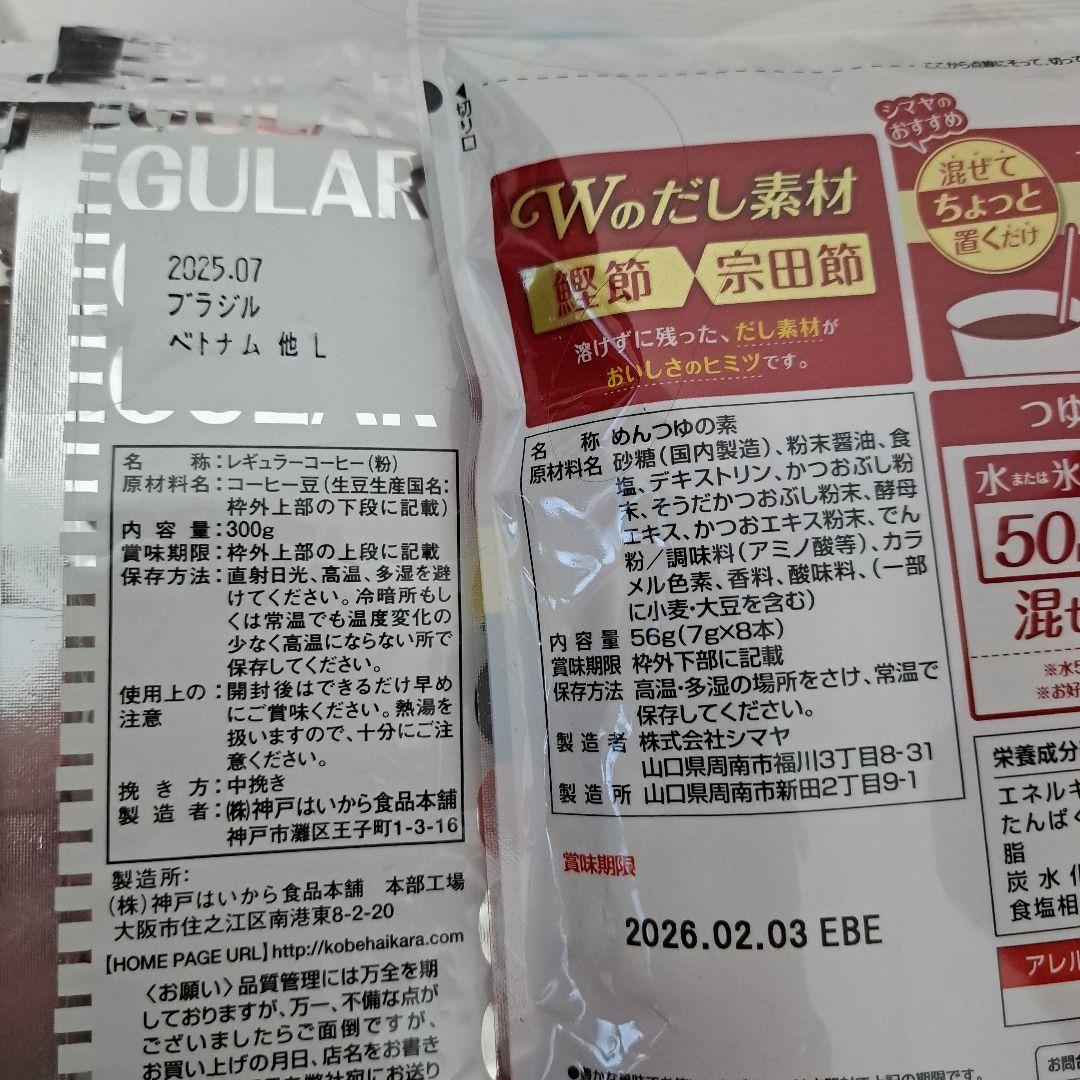 REGULAR
EGULAR
2025.07
ブラジル
ベトナム 他 L
名 称:レギュラーコーヒー(粉)
原材料名:コーヒー豆(生豆生産国名:
枠外上部の下段に記載)
内 容 量:300g
賞味期限:枠外上部の上段に記載
保存方法:直射日光、高温、多湿を避
けてください。冷暗所もし
くは常温でも温度変化の
少なく高温にならない所で
保存してください。
使用上の:開封後はできるだけ早め
注意 にご賞味ください。熱湯を
扱いますので、十分にご注
意ください。
挽 き 方:中挽き
製 造 者:(株)神戸はいから食品本舗
神戸市灘区王子町1-3-16
製造所:
(株)神戸はいから食品本舗 本部工場
大阪市住之江区南港東8-2-20
【HOME PAGE URL】http://kobehaikara.com
〈お願い〉品質管理には万全を期
しておりますが、万一、不備な点が
ございましたらご面倒ですが、
お買い上げの月日、店名をお書き
ここから点線にそって、切って
切り口
Wのだし素材
鰹節 宗田節
溶けずに残った、だし素材が
おいしさのヒミツです。
名 称 めんつゆの素
原材料名 砂糖(国内製造)、粉末醤油、食
塩、デキストリン、かつおぶし粉
末、そうだかつおぶし粉末、酵母
エキス、かつおエキス粉末、でん
粉/調味料(アミノ酸等)、カラ
メル色素、香料、酸味料、(一部
に小麦・大豆を含む)
内 容 量 56g(7g×8本)
賞味期限 枠外下部に記載
保存方法 高温・多湿の場所をさけ、常温で
保存してください。
製 造 者 株式会社シマヤ
山口県周南市福川3丁目8-31
製 造 所 山口県周南市新田2丁目9-1
賞味期限
2026.02.03 EBE
シマヤの
おすすめ
混ぜて
ちょっと
置くだけ
つゆ
水または氷
50
混ぜ
※水5
※お好
栄養成分
エネルギ
たんぱく
脂
炭 水 化
食塩相
アレル
お問合